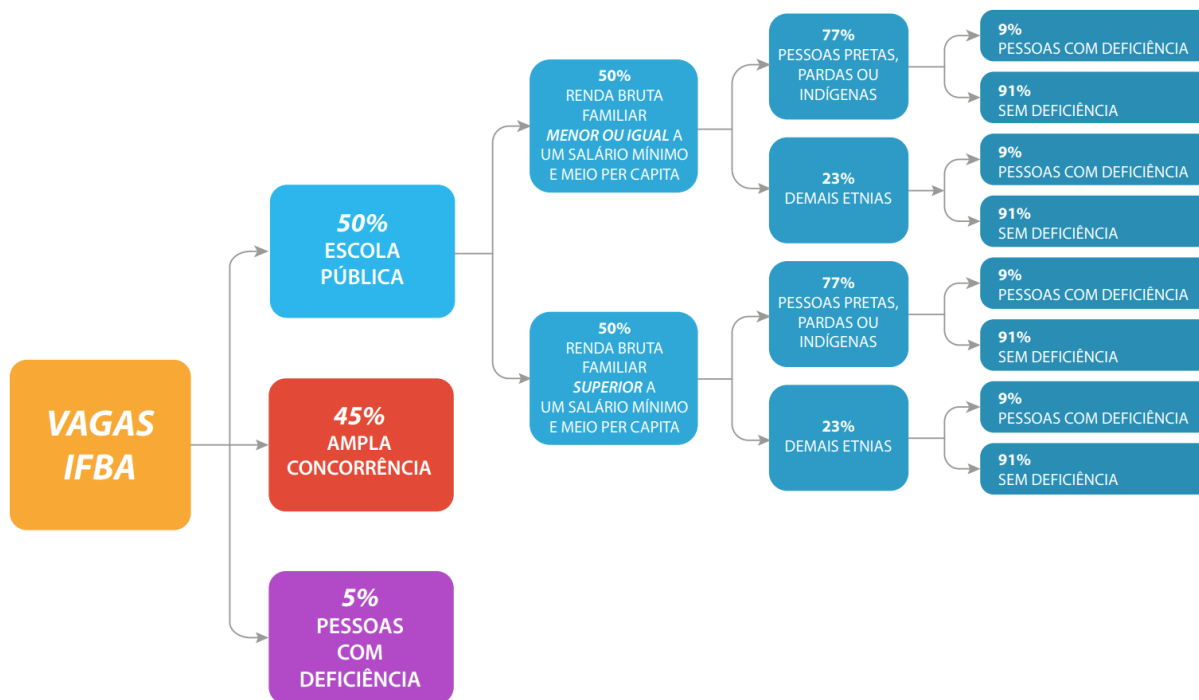 VAGAS
IFBA
50%
ESCOLA
PÚBLICA
45%
AMPLA
CONCORRÊNCIA
5%
PESSOAS
COM
DEFICIÊNCIA
50%
RENDA BRUTA
FAMILIAR
MENOR OU IGUAL A
UM SALÁRIO MÍNIMO
E MEIO PER CAPITA
50%
RENDA BRUTA
FAMILIAR
SUPERIOR A
UM SALÁRIO MÍNIMO
E MEIO PER CAPITA
77%
PESSOAS PRETAS,
PARDAS OU
INDÍGENAS
23%
DEMAIS ETNIAS
77%
PESSOAS PRETAS,
PARDAS OU
INDÍGENAS
23%
DEMAIS ETNIAS
9%
PESSOAS COM DEFICIÊNCIA
91%
SEM DEFICIÊNCIA
9%
PESSOAS COM DEFICIÊNCIA
91%
SEM DEFICIÊNCIA
9%
PESSOAS COM DEFICIÊNCIA
91%
SEM DEFICIÊNCIA
9%
PESSOAS COM DEFICIÊNCIA
91%
SEM DEFICIÊNCIA